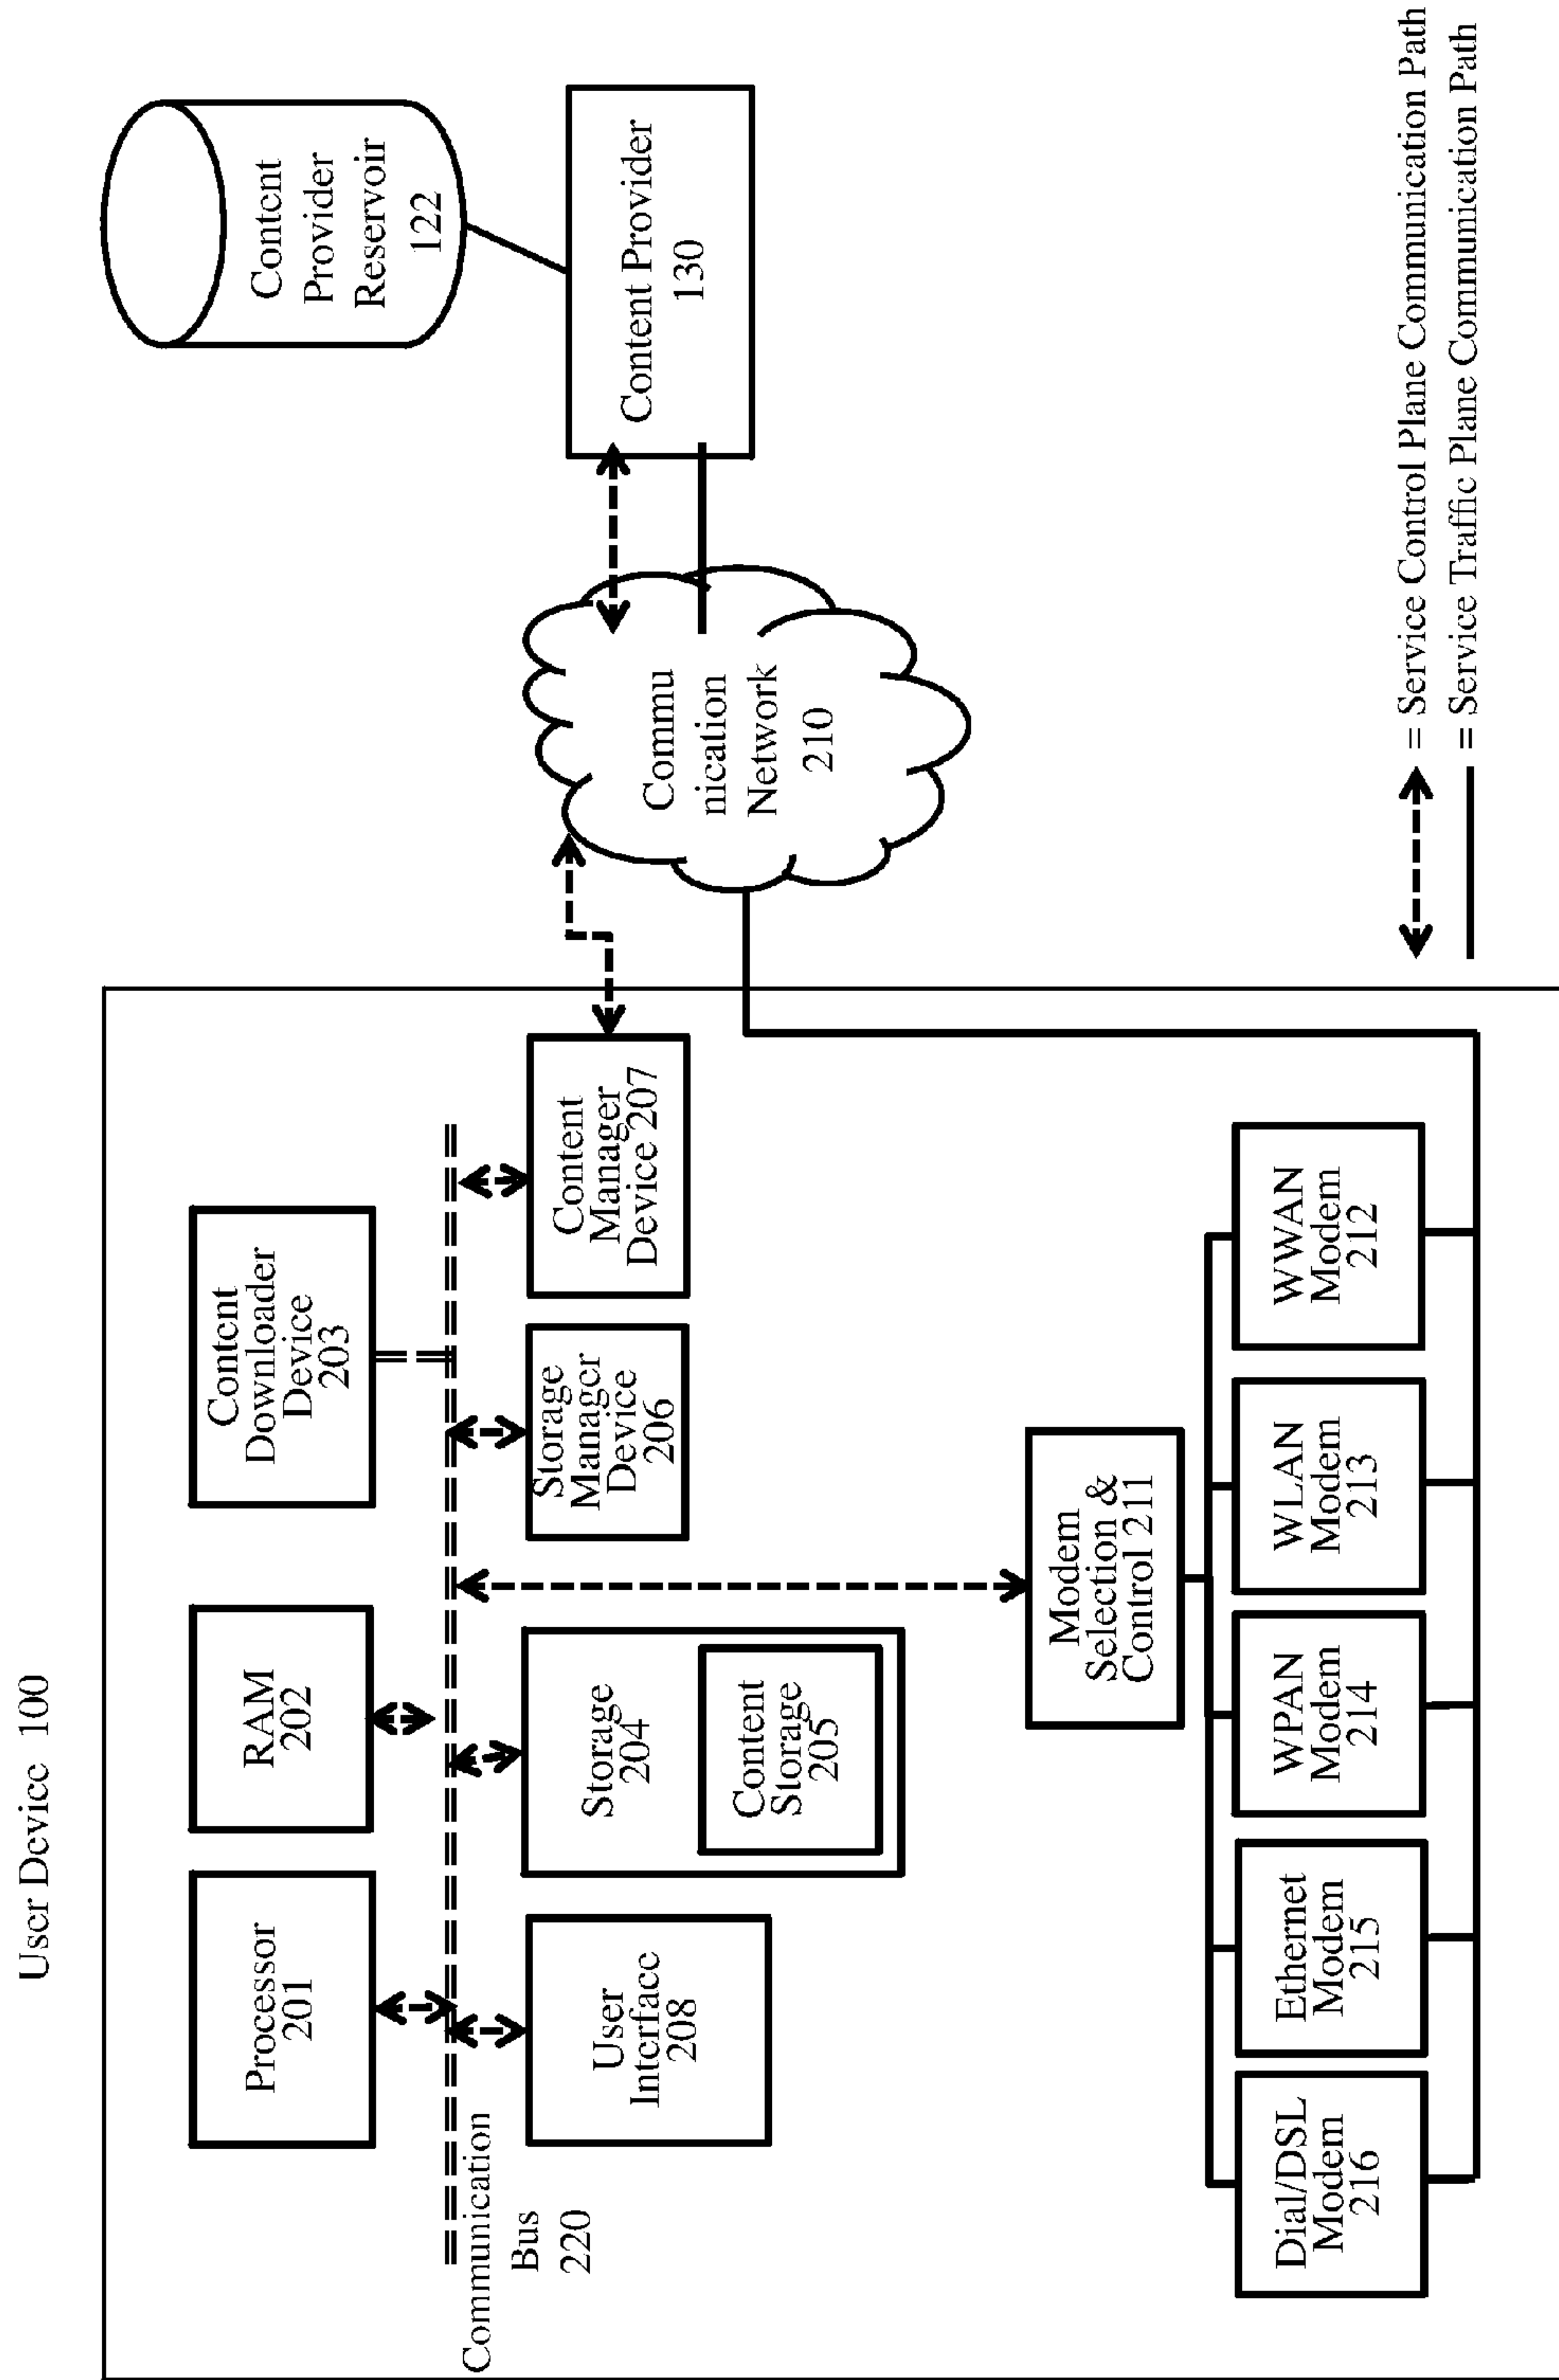 User Device 100
Processor
201
RAM
202
Content
Downloader
Device
203
Communication
Bus
220
User
Interface
208
Storage
204
Content
Storage
205
Storage
Manager
Device
206
Content
Manager
Device 207
Modem
Selection &
Control 211
Dial/DSL
Modem
216
Ethernet
Modem
215
WPAN
Modem
214
WLAN
Modem
213
WWAN
Modem
212
Commu
nication
Network
210
Content
Provider
Reservoir
122
Content Provider
130
= Service Control Plane Communication Path
= Service Traffic Plane Communication Path